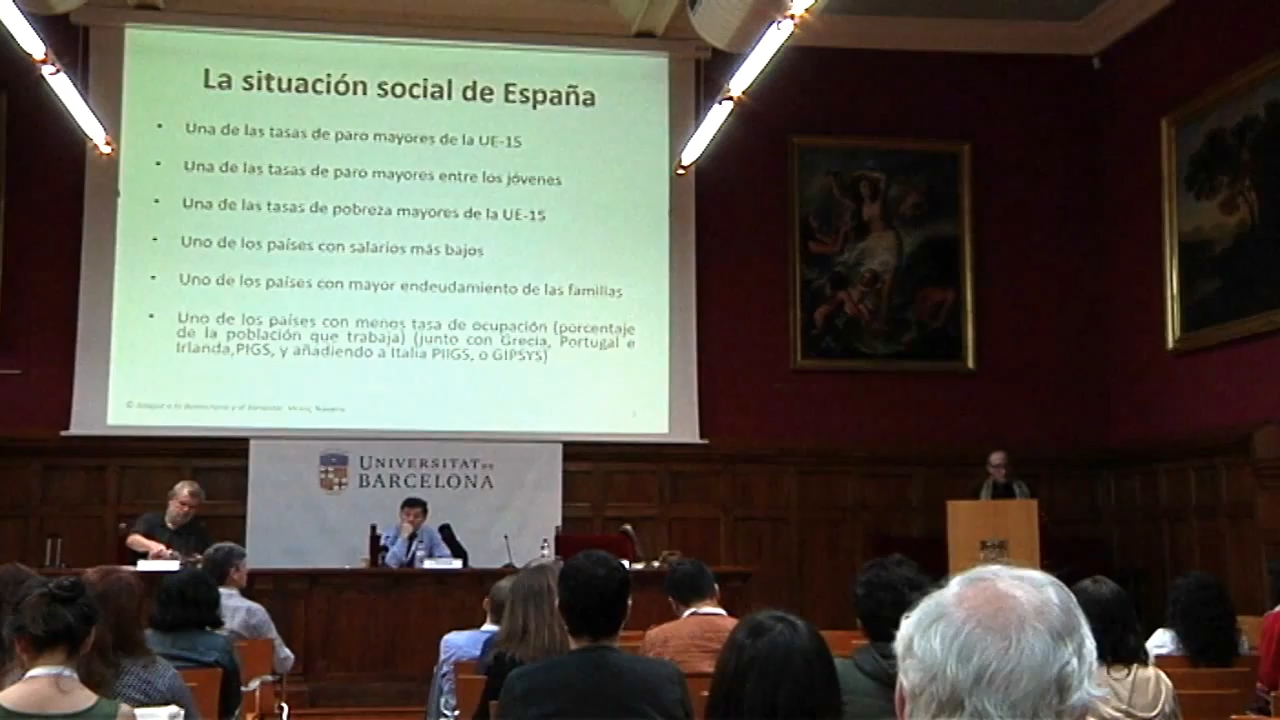 La situación social de España
• Una de las tasas de paro mayores de la UE-15
• Una de las tasas de paro mayores entre los jóvenes
• Una de las tasas de pobreza mayores de la UE-15
• Uno de los países con salarios más bajos
• Uno de los países con mayor endeudamiento de las familias
• Uno de los países con menos tasa de ocupación (porcentaje
de la población que trabaja) (junto con Grecia, Portugal e
Irlanda,PIGS, y añadiendo a Italia PIIGS, o GIPSYS)
UNIVERSITAT DE
BARCELONA